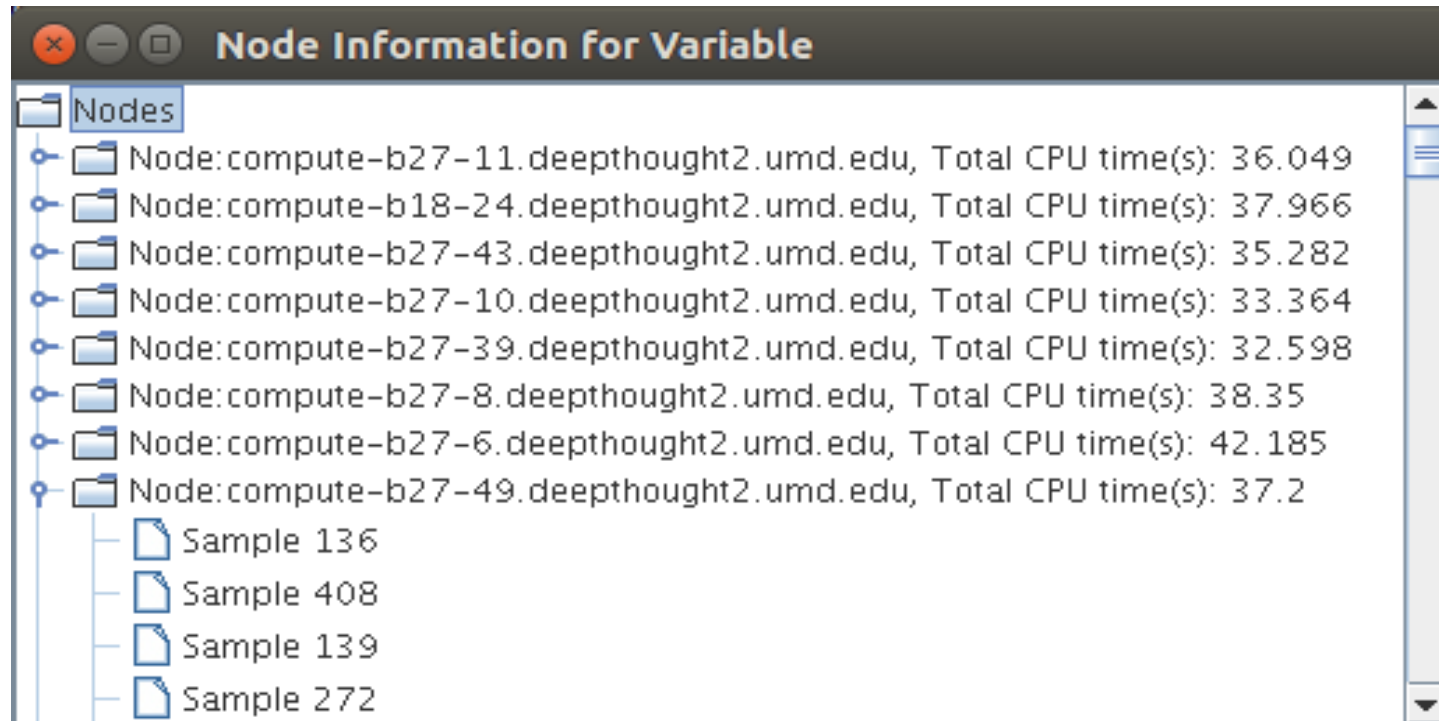 Node Information for Variable
Nodes
Node:compute-b27-11.deepthought2.umd.edu, Total CPU time(s): 36.049
Node:compute-b18-24.deepthought2.umd.edu, Total CPU time(s): 37.966
Node:compute-b27-43.deepthought2.umd.edu, Total CPU time(s): 35.282
Node:compute-b27-10.deepthought2.umd.edu, Total CPU time(s): 33.364
Node:compute-b27-39.deepthought2.umd.edu, Total CPU time(s): 32.598
Node:compute-b27-8.deepthought2.umd.edu, Total CPU time(s): 38.35
Node:compute-b27-6.deepthought2.umd.edu, Total CPU time(s): 42.185
Node:compute-b27-49.deepthought2.umd.edu, Total CPU time(s): 37.2
Sample 136
Sample 408
Sample 139
Sample 272